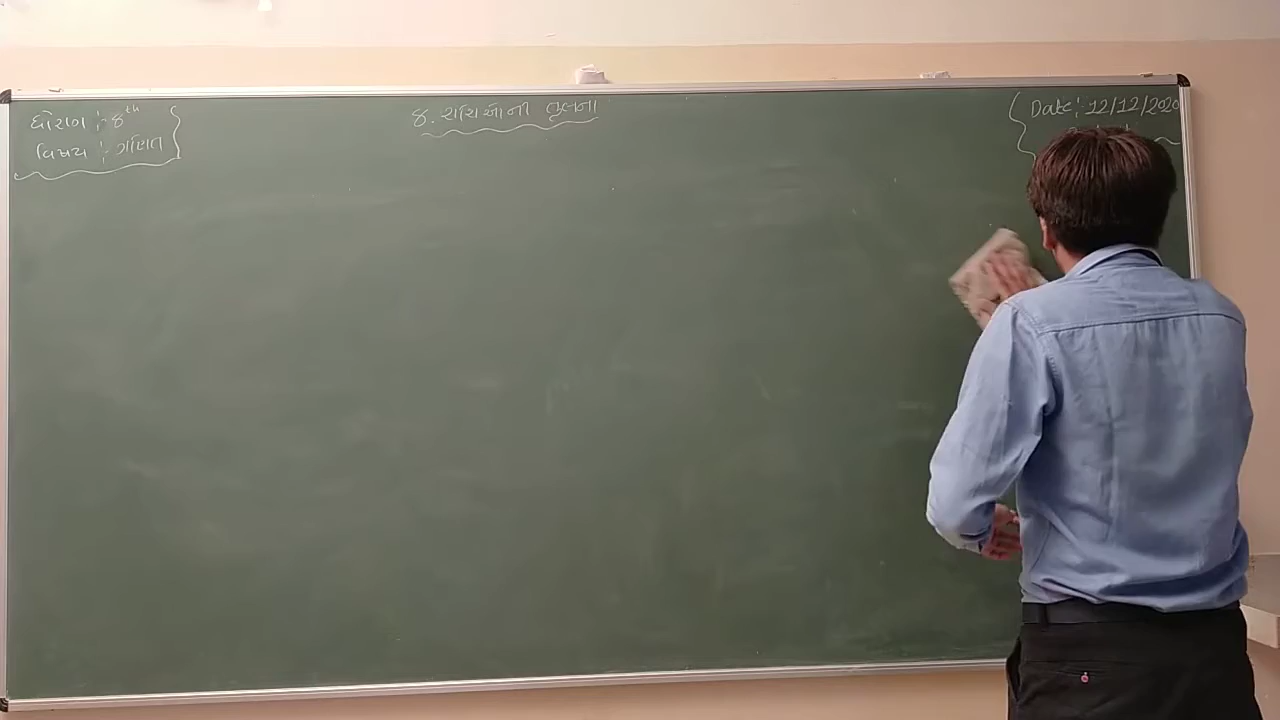 ધોરણ :- 8th
વિષય :- ગણિત
8. રાશિઓની તુલના
Date : 12/12/2020